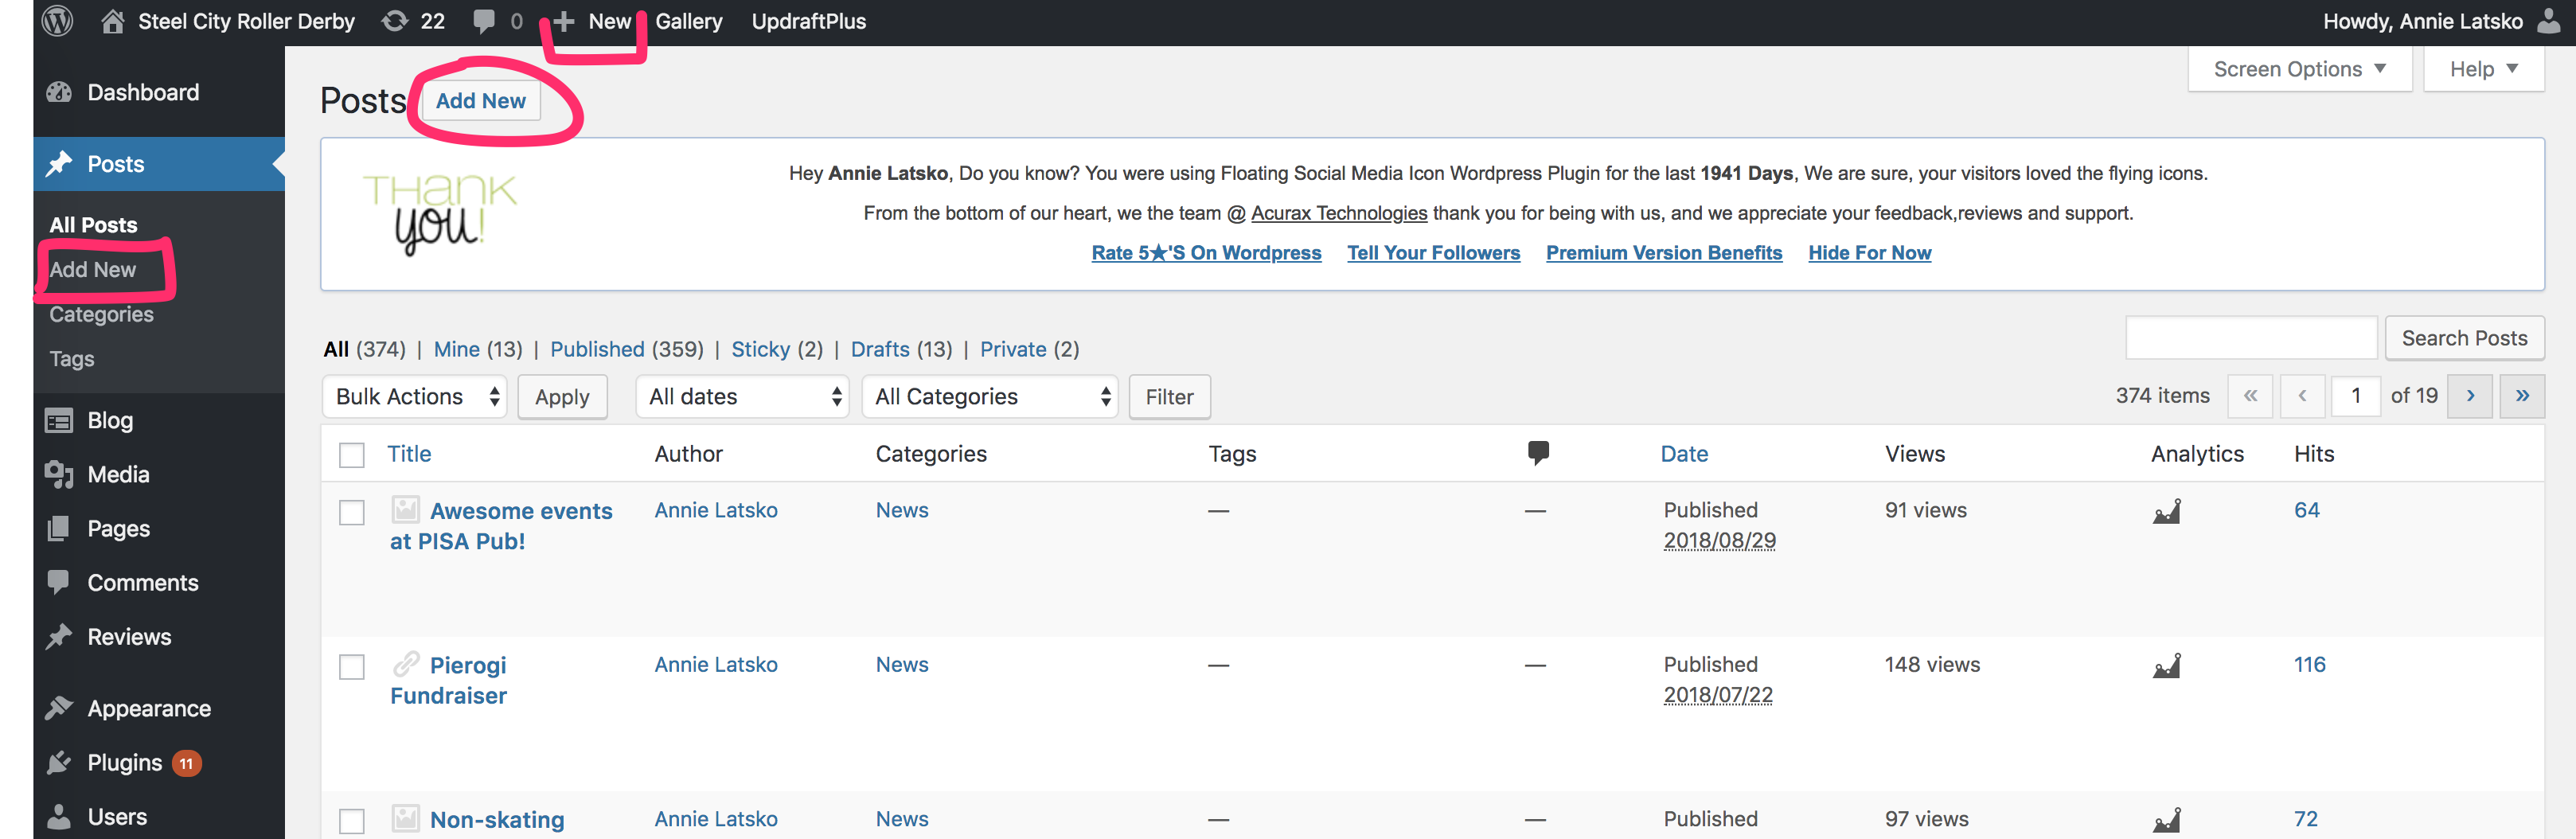 Steel City Roller Derby 22 0 + New Gallery UpdraftPlus Howdy, Annie Latsko
Screen Options ▼ Help ▼
Dashboard
Posts
All Posts
Add New
Categories
Tags
Blog
Media
Pages
Comments
Reviews
Appearance
Plugins 11
Users
Posts Add New
THANK
you!
Hey Annie Latsko, Do you know? You were using Floating Social Media Icon Wordpress Plugin for the last 1941 Days, We are sure, your visitors loved the flying icons.
From the bottom of our heart, we the team @ Acurax Technologies thank you for being with us, and we appreciate your feedback,reviews and support.
Rate 5★'S On Wordpress Tell Your Followers Premium Version Benefits Hide For Now
All (374) | Mine (13) | Published (359) | Sticky (2) | Drafts (13) | Private (2)
Search Posts
Bulk Actions Apply All dates All Categories Filter 374 items « ‹ 1 of 19 › »
Title Author Categories Tags Date Views Analytics Hits
Awesome events Annie Latsko News — — Published 91 views 64
at PISA Pub! 2018/08/29
Pierogi Annie Latsko News — — Published 148 views 116
Fundraiser 2018/07/22
Non-skating Annie Latsko News — — Published 97 views 72